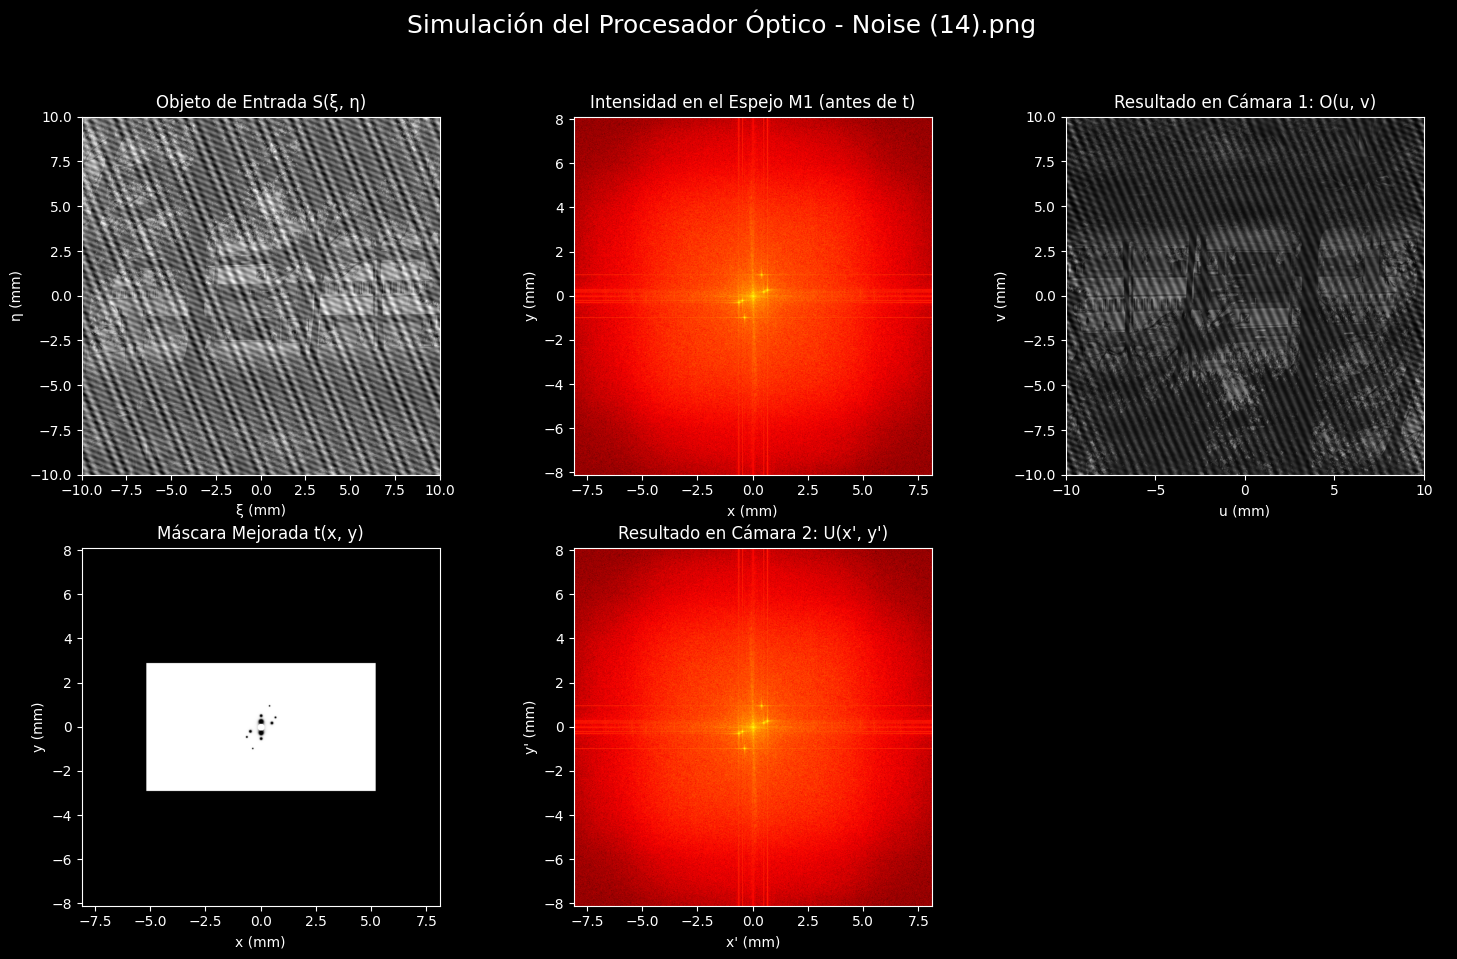 Simulación del Procesador Óptico - Noise (14).png
Objeto de Entrada S(ξ, η)
10.0
7.5
5.0
2.5
0.0
−2.5
−5.0
−7.5
−10.0
η (mm)
−10.0 −7.5 −5.0 −2.5 0.0 2.5 5.0 7.5 10.0
ξ (mm)
Intensidad en el Espejo M1 (antes de t)
8
6
4
2
0
−2
−4
−6
−8
y (mm)
−7.5 −5.0 −2.5 0.0 2.5 5.0 7.5
x (mm)
Resultado en Cámara 1: O(u, v)
10.0
7.5
5.0
2.5
0.0
−2.5
−5.0
−7.5
−10.0
v (mm)
−10 −5 0 5 10
u (mm)
Máscara Mejorada t(x, y)
8
6
4
2
0
−2
−4
−6
−8
y (mm)
−7.5 −5.0 −2.5 0.0 2.5 5.0 7.5
x (mm)
Resultado en Cámara 2: U(x', y')
8
6
4
2
0
−2
−4
−6
−8
y' (mm)
−7.5 −5.0 −2.5 0.0 2.5 5.0 7.5
x' (mm)